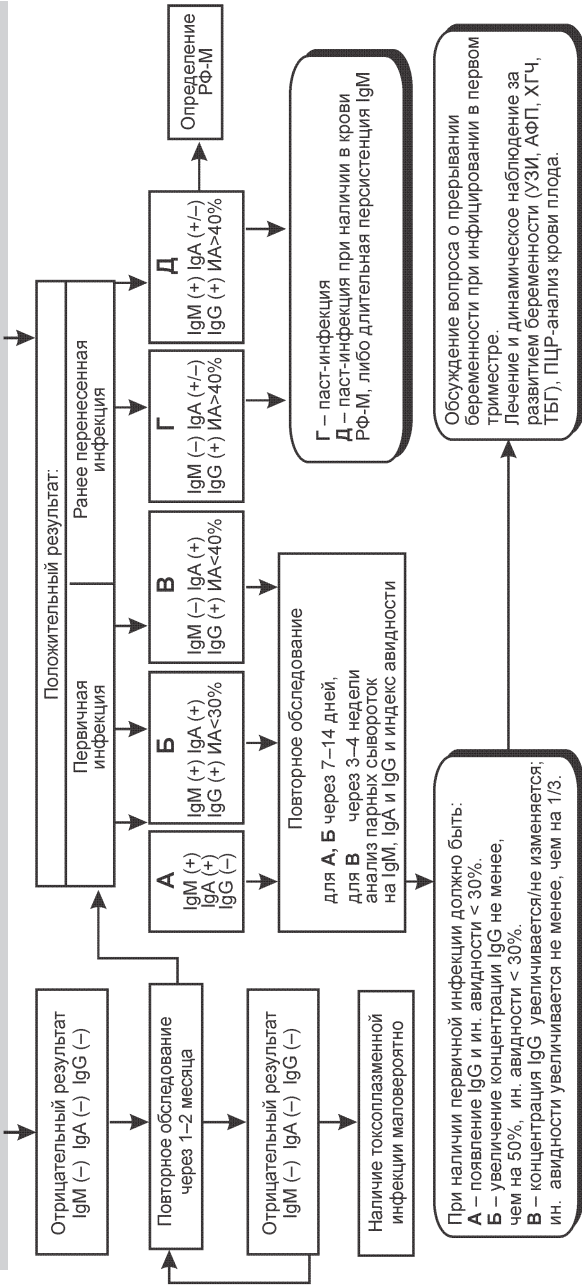 Отрицательный результат
IgM (–) IgA (–) IgG (–)
Повторное обследование
через 1–2 месяца
Отрицательный результат
IgM (–) IgA (–) IgG (–)
Наличие токсоплазменной
инфекции маловероятно
Положительный результат:
Первичная
инфекция
Ранее перенесенная
инфекция
А
IgM (+)
IgA (+)
IgG (–)
Б
IgM (+) IgA (+)
IgG (+) ИА<30%
В
IgM (–) IgA (+)
IgG (+) ИА<40%
Г
IgM (–) IgA (+/–)
IgG (+) ИА>40%
Д
IgM (+) IgA (+/–)
IgG (+) ИА>40%
Определение
РФ-М
Повторное обследование
для А, Б через 7–14 дней,
для В через 3–4 недели
анализ парных сывороток
на IgM, IgA и IgG и индекс авидности
Г – паст-инфекция
Д – паст-инфекция при наличии в крови
РФ-М, либо длительная персистенция IgM
При наличии первичной инфекции должно быть:
А – появление IgG и ин. авидности < 30%.
Б – увеличение концентрации IgG не менее,
чем на 50%, ин. авидности < 30%.
В – концентрация IgG увеличивается/не изменяется;
ин. авидности увеличивается не менее, чем на 1/3.
Обсуждение вопроса о прерывании
беременности при инфицировании в первом
триместре.
Лечение и динамическое наблюдение за
развитием беременности (УЗИ, АФП, ХГЧ,
ТБГ), ПЦР-анализ крови плода.